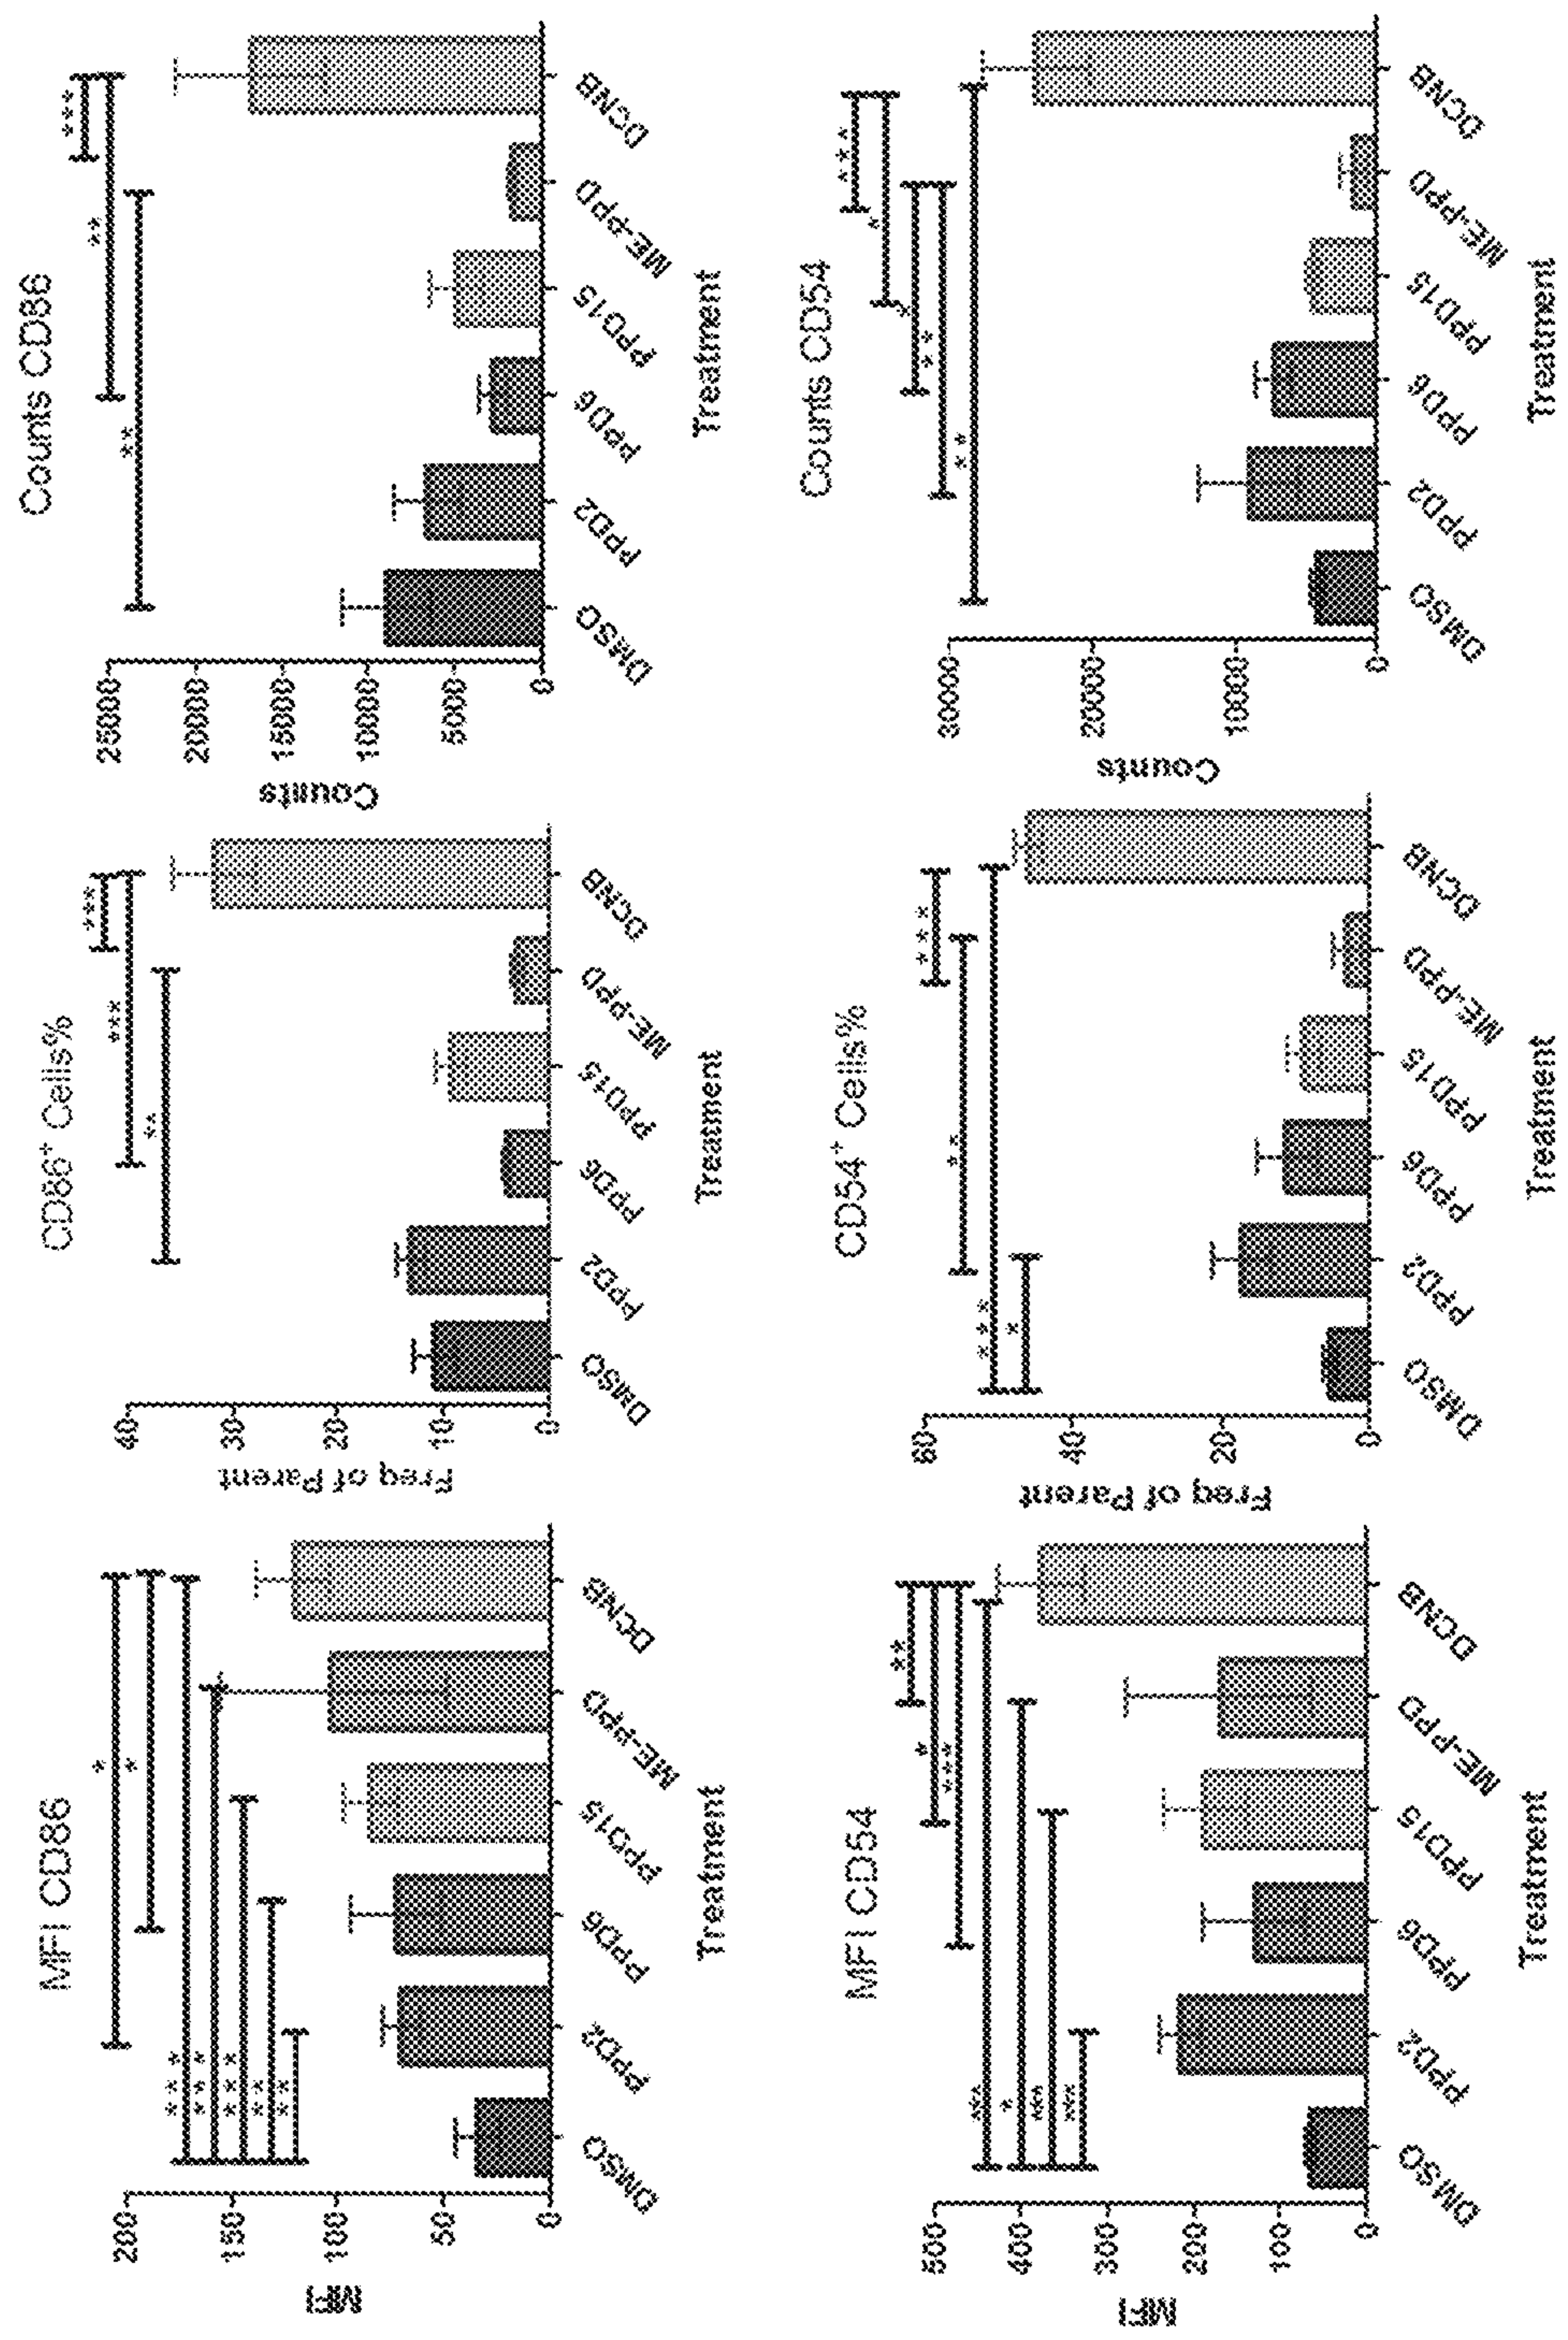 MFI CD86
MFI
200
150
100
50
0
DMSO
PPD2
PPD6
PPD15
ME-PPD
DCNB
Treatment
*
*
***
***
***
**
***
CD86⁺ Cells%
Freq of Parent
40
30
20
10
0
DMSO
PPD2
PPD6
PPD15
ME-PPD
DCNB
Treatment
***
***
**
Counts CD86
Counts
25000
20000
15000
10000
5000
0
DMSO
PPD2
PPD6
PPD15
ME-PPD
DCNB
Treatment
***
**
**
MFI CD54
MFI
500
400
300
200
100
0
DMSO
PPD2
PPD6
PPD15
ME-PPD
DCNB
Treatment
**
*
***
*
CD54⁺ Cells%
Freq of Parent
60
40
20
0
DMSO
PPD2
PPD6
PPD15
ME-PPD
DCNB
Treatment
***
**
***
*
Counts CD54
Counts
30000
20000
10000
0
DMSO
PPD2
PPD6
PPD15
ME-PPD
DCNB
Treatment
***
*
*
**
**